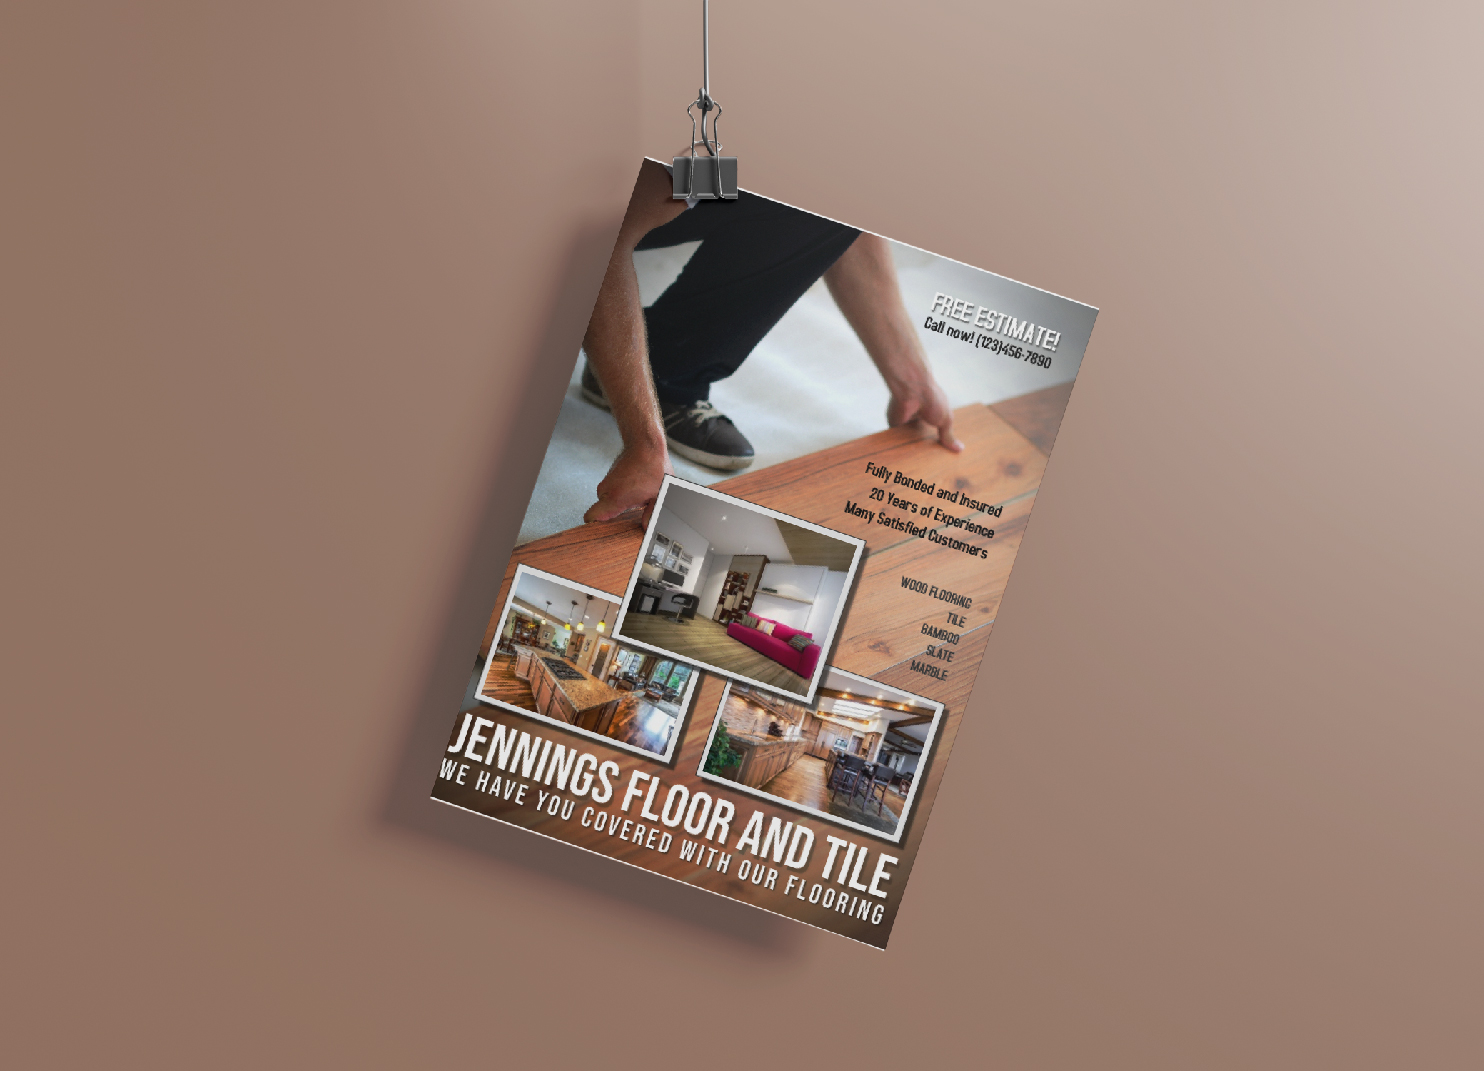 FREE ESTIMATE!
Call now! (123)456-7890
Fully Bonded and Insured
20 Years of Experience
Many Satisfied Customers
WOOD FLOORING
TILE
BAMBOO
SLATE
MARBLE
JENNINGS FLOOR AND TILE
WE HAVE YOU COVERED WITH OUR FLOORING